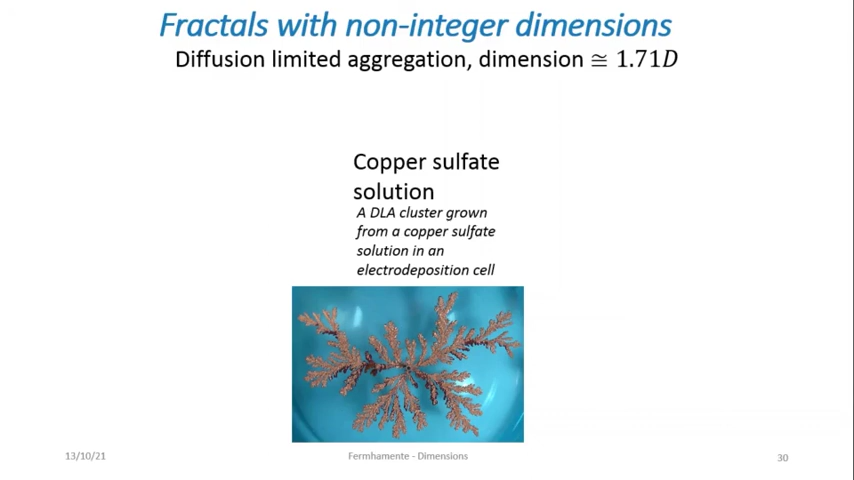 Fractals with non-integer dimensions
Diffusion limited aggregation, dimension ≅ 1.71D
Copper sulfate
solution
A DLA cluster grown
from a copper sulfate
solution in an
electrodeposition cell
13/10/21
Fermhamente - Dimensions
30